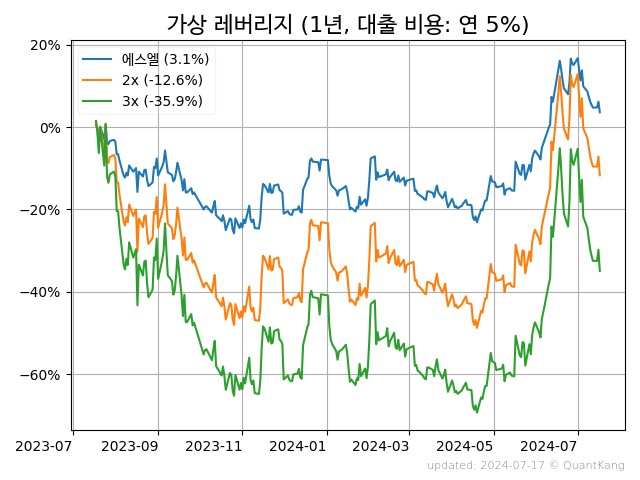 가상 레버리지 (1년, 대출 비용: 연 5%)
에스엘 (3.1%)
2x (-12.6%)
3x (-35.9%)
20%
0%
−20%
−40%
−60%
2023-07 2023-09 2023-11 2024-01 2024-03 2024-05 2024-07
updated: 2024-07-17 © QuantKang